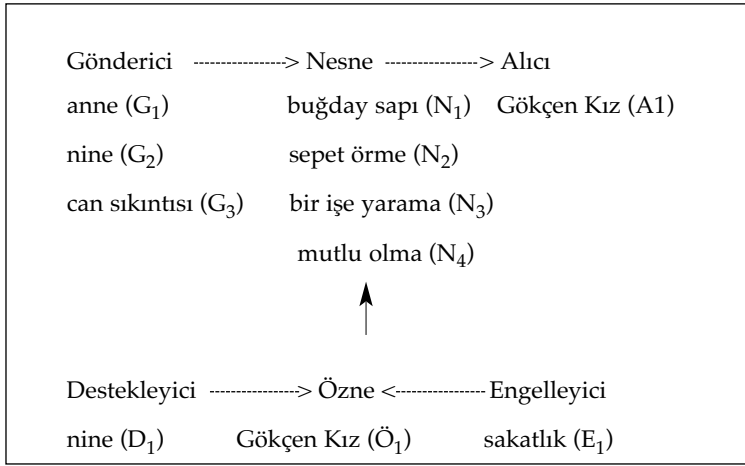 Gönderici ----------------> Nesne ----------------> Alıcı
anne (G₁) buğday sapı (N₁) Gökçen Kız (A1)
nine (G₂) sepet örme (N₂)
can sıkıntısı (G₃) bir işe yarama (N₃)
mutlu olma (N₄)
Destekleyici ----------------> Özne <---------------- Engelleyici
nine (D₁) Gökçen Kız (Ö₁) sakatlık (E₁)